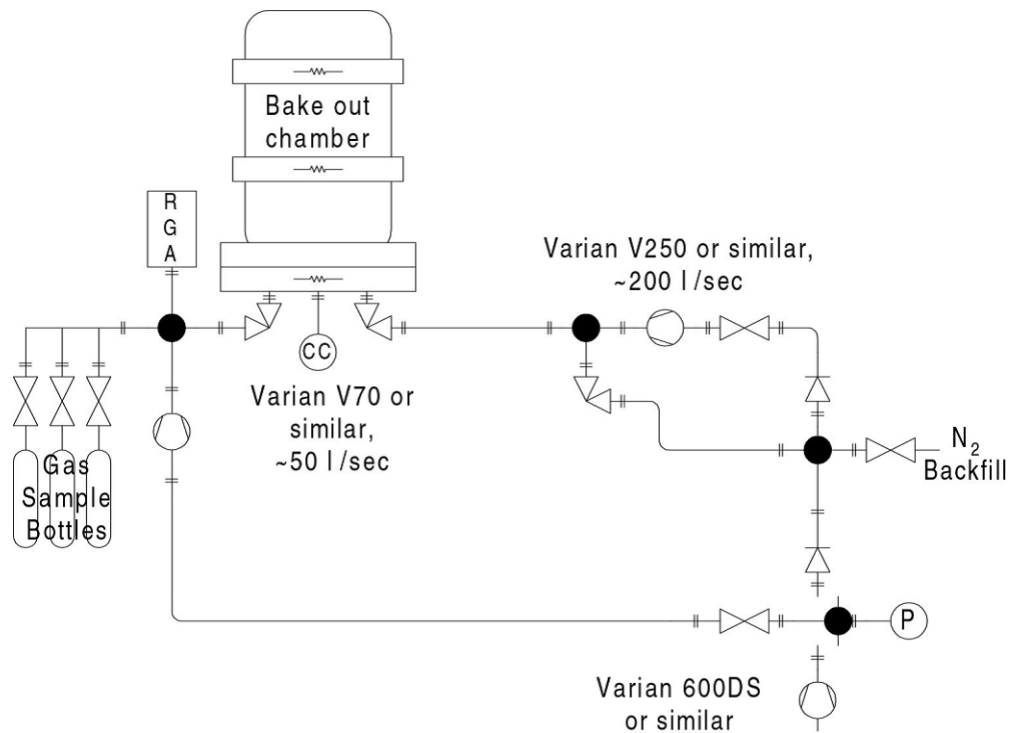 Bake out
chamber
R
G
A
Varian V250 or similar,
~200 l/sec
CC
Varian V70 or
similar,
~50 l/sec
N2
Backfill
Gas
Sample
Bottles
P
Varian 600DS
or similar